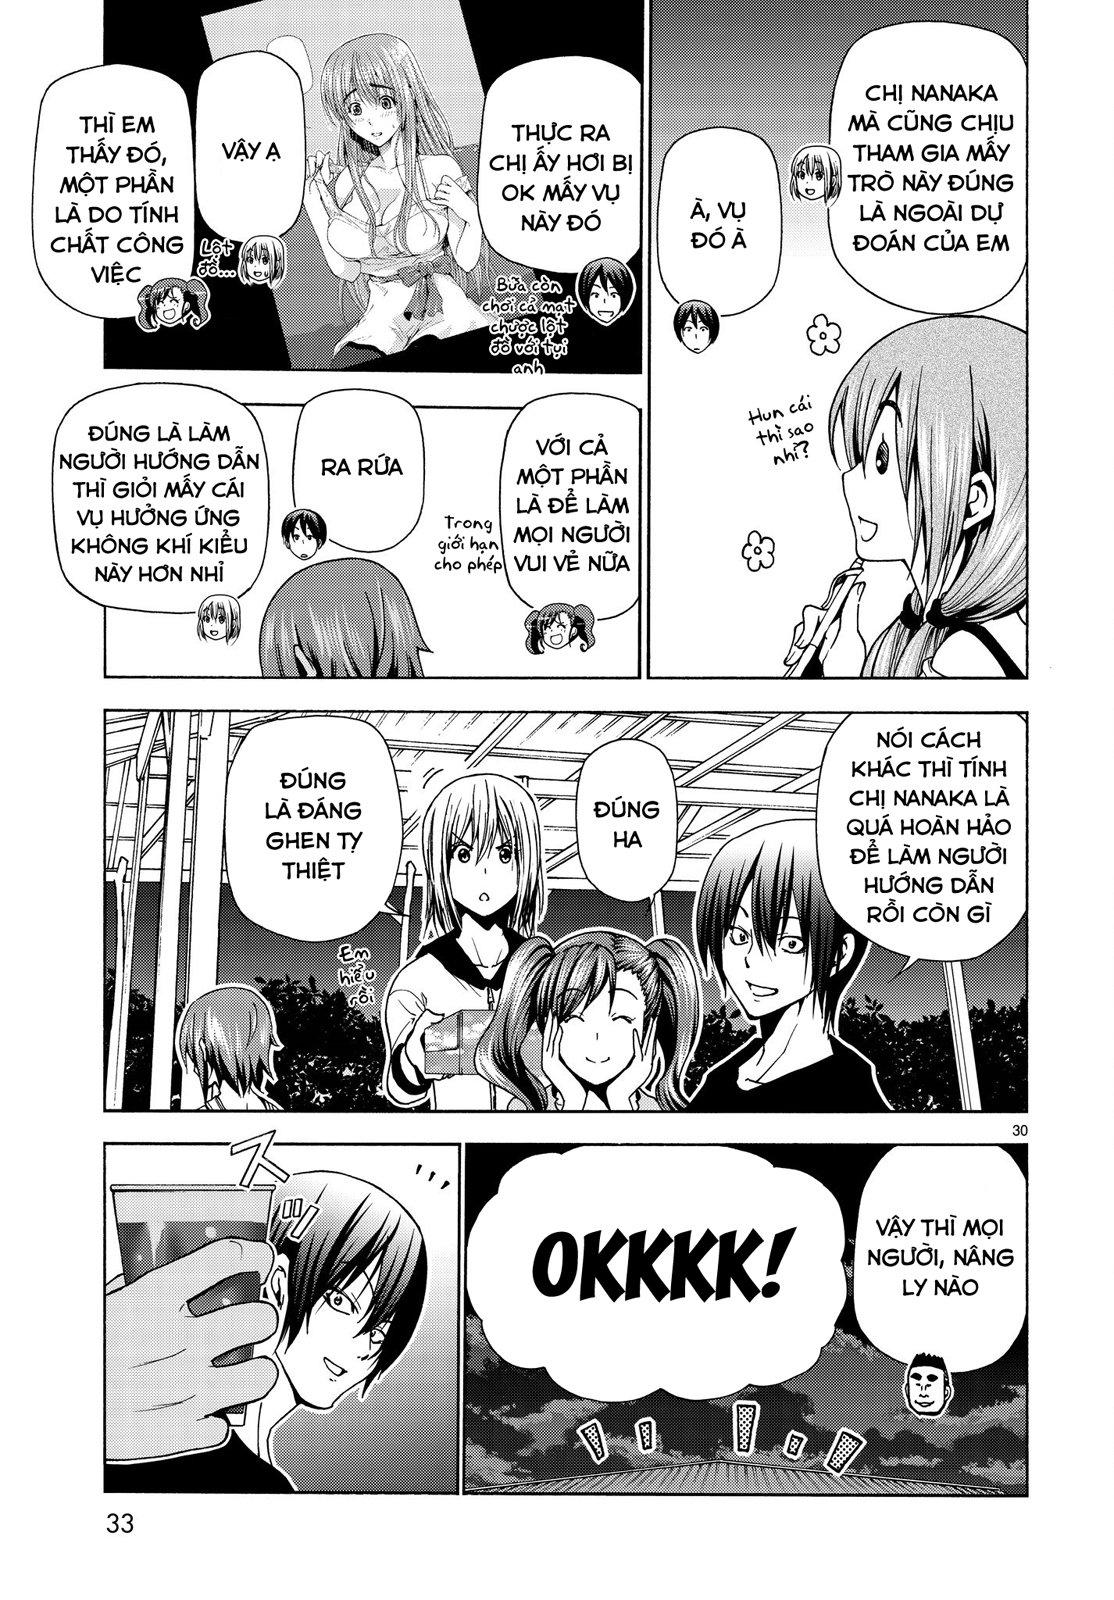 CHỊ NANAKA
MÀ CŨNG CHỊU
THAM GIA MẤY
TRÒ NÀY ĐÚNG
LÀ NGOÀI DỰ
ĐOÁN CỦA EM
À, VỤ
ĐÓ À
Hun cái
thì sao
nhỉ?
THỰC RA
CHỊ ẤY HƠI BỊ
OK MẤY VỤ
NÀY ĐÓ
Bữa còn
chơi cá mạt
chược lột
đồ với tụi
anh
VẬY Ạ
Lột
đồ...
THÌ EM
THẤY ĐÓ,
MỘT PHẦN
LÀ DO TÍNH
CHẤT CÔNG
VIỆC
VỚI CẢ
MỘT PHẦN
LÀ ĐỂ LÀM
MỌI NGƯỜI
VUI VẺ NỮA
Trong
giới hạn
cho phép
RA RỨA
ĐÚNG LÀ LÀM
NGƯỜI HƯỚNG DẪN
THÌ GIỎI MẤY CÁI
VỤ HƯỞNG ỨNG
KHÔNG KHÍ KIỂU
NÀY HƠN NHỈ
NÓI CÁCH
KHÁC THÌ TÍNH
CHỊ NANAKA LÀ
QUÁ HOÀN HẢO
ĐỂ LÀM NGƯỜI
HƯỚNG DẪN
RỒI CÒN GÌ
ĐÚNG
HA
ĐÚNG
LÀ ĐÁNG
GHEN TỴ
THIỆT
Em
hiểu
rồi
30
VẬY THÌ MỌI
NGƯỜI, NÂNG
LY NÀO
OKKKK!
ズイ
33